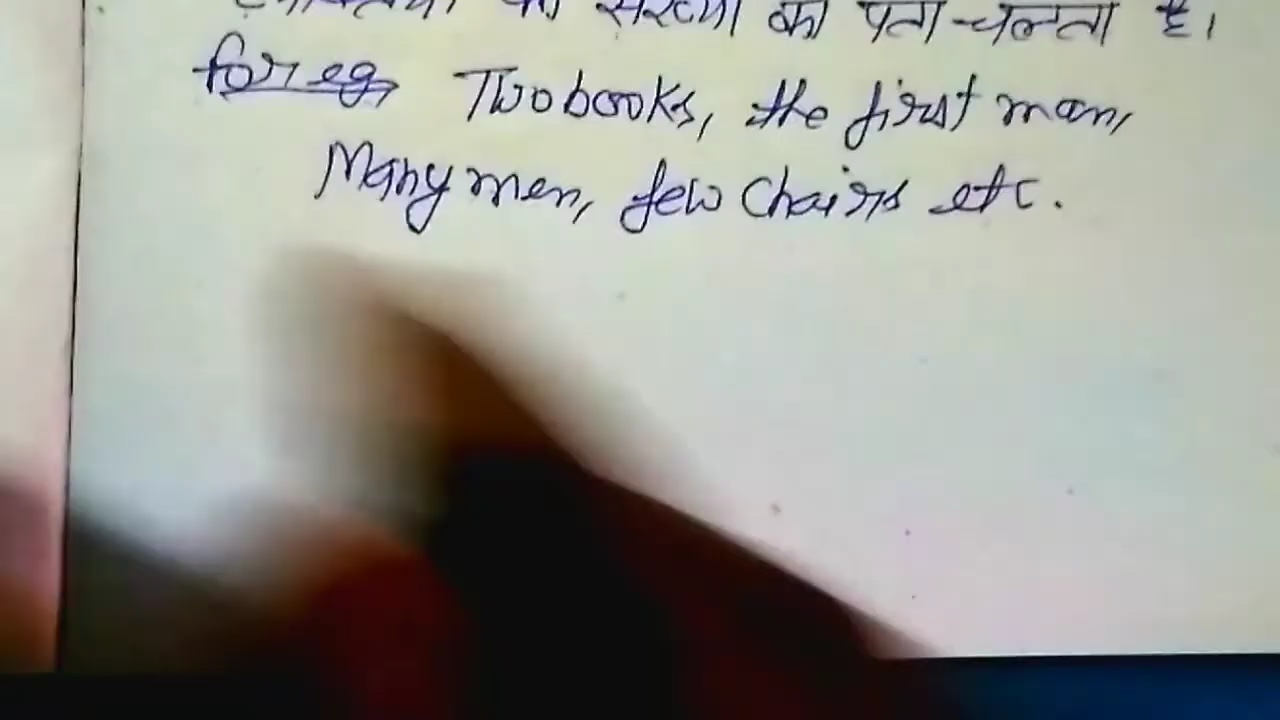 संख्या का पता चलता है।
for eg Two books, the first man,
Many men, few Chairs etc.